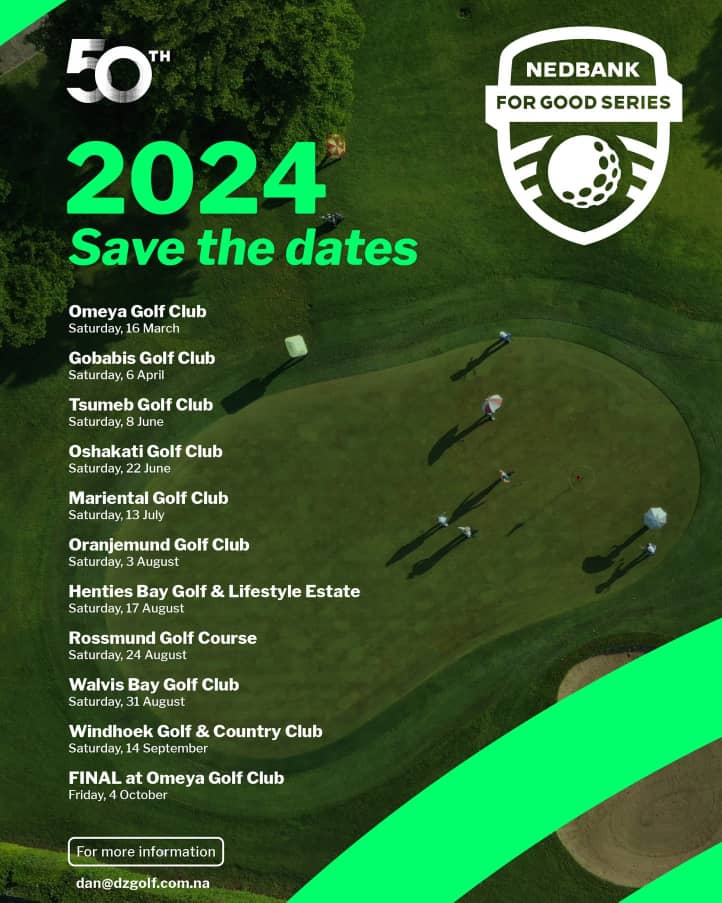 50TH
NEDBANK
FOR GOOD SERIES
2024
Save the dates
Omeya Golf Club
Saturday, 16 March
Gobabis Golf Club
Saturday, 6 April
Tsumeb Golf Club
Saturday, 8 June
Oshakati Golf Club
Saturday, 22 June
Mariental Golf Club
Saturday, 13 July
Oranjemund Golf Club
Saturday, 3 August
Henties Bay Golf & Lifestyle Estate
Saturday, 17 August
Rossmund Golf Course
Saturday, 24 August
Walvis Bay Golf Club
Saturday, 31 August
Windhoek Golf & Country Club
Saturday, 14 September
FINAL at Omeya Golf Club
Friday, 4 October
For more information
dan@dzgolf.com.na